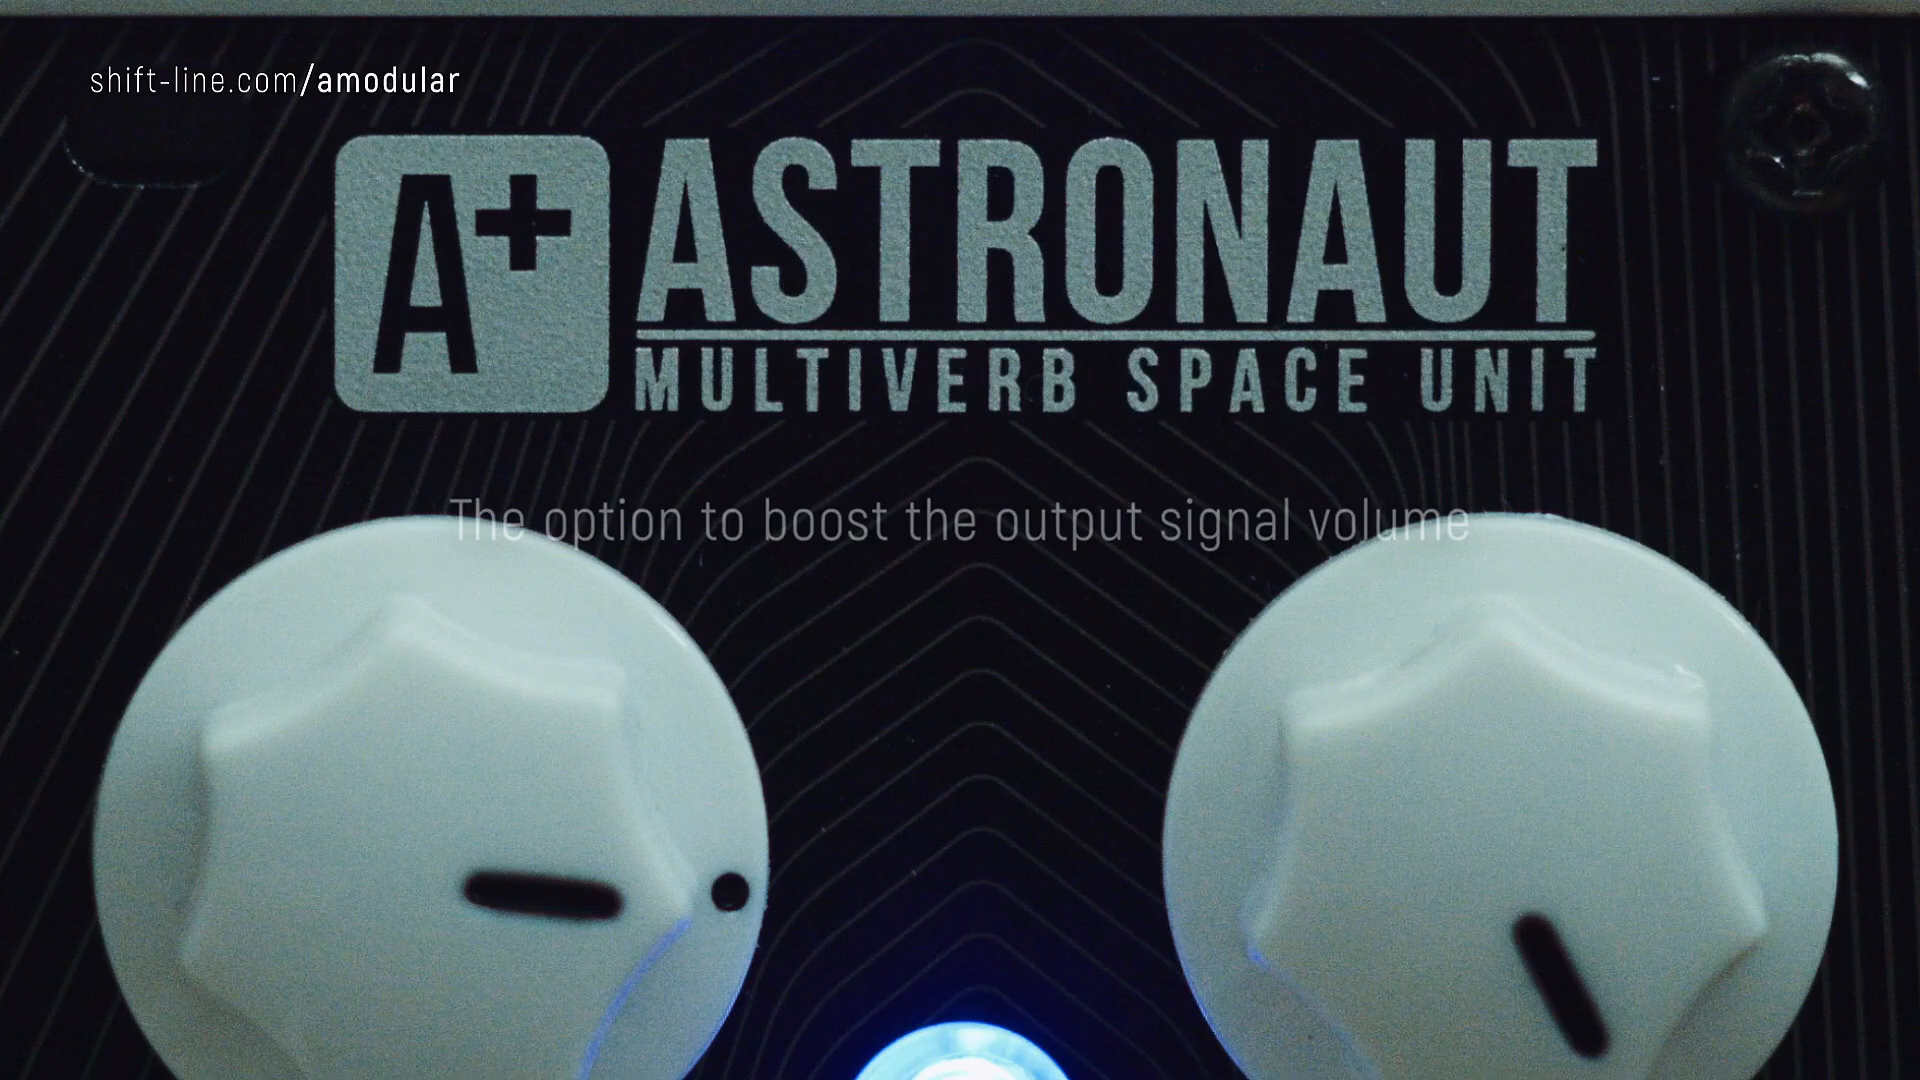 shift-line.com/amodular
A+ ASTRONAUT
MULTIVERB SPACE UNIT
The option to boost the output signal volume